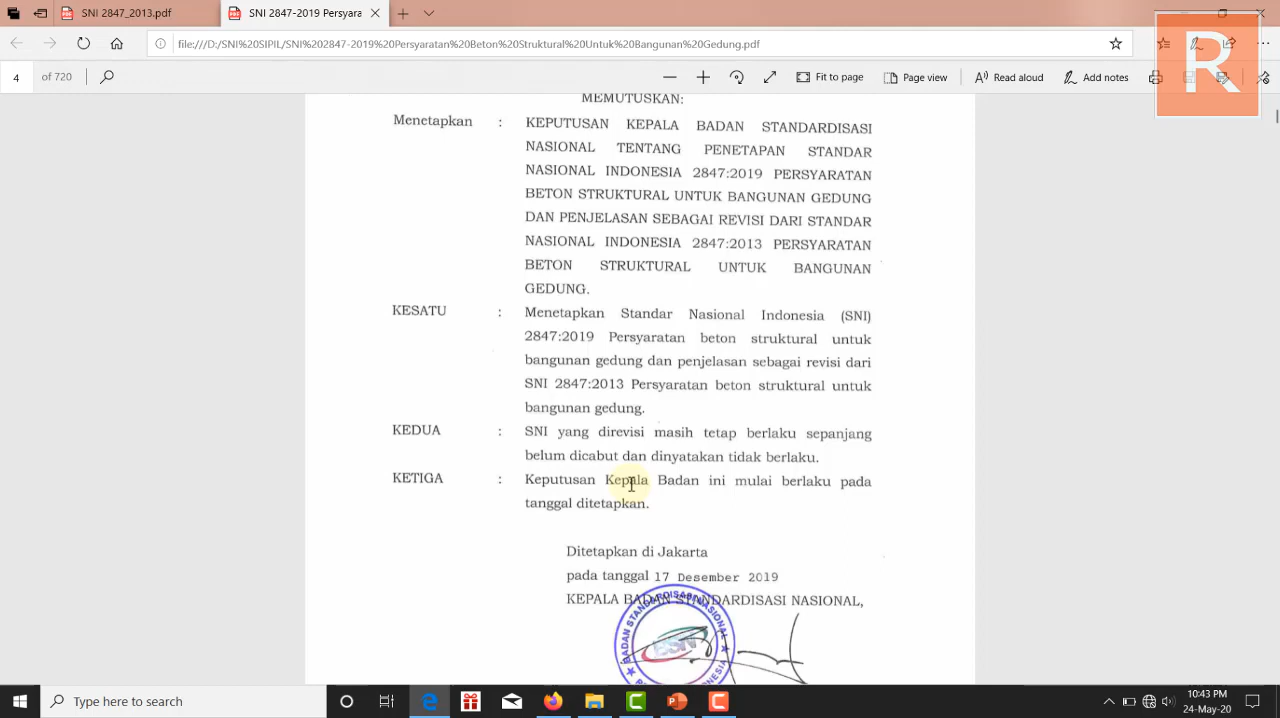 SNI 2847_2013.pdf
SNI 2847-2019 Persyara
file:///D:/SNI%20SIPIL/SNI%202847-2019%20Persyaratan%20Beton%20Struktural%20Untuk%20Bangunan%20Gedung.pdf
4 of 720
Fit to page
Page view
Read aloud
Add notes
R
MEMUTUSKAN:
Menetapkan : KEPUTUSAN KEPALA BADAN STANDARDISASI
NASIONAL TENTANG PENETAPAN STANDAR
NASIONAL INDONESIA 2847:2019 PERSYARATAN
BETON STRUKTURAL UNTUK BANGUNAN GEDUNG
DAN PENJELASAN SEBAGAI REVISI DARI STANDAR
NASIONAL INDONESIA 2847:2013 PERSYARATAN
BETON STRUKTURAL UNTUK BANGUNAN
GEDUNG.
KESATU : Menetapkan Standar Nasional Indonesia (SNI)
2847:2019 Persyaratan beton struktural untuk
bangunan gedung dan penjelasan sebagai revisi dari
SNI 2847:2013 Persyaratan beton struktural untuk
bangunan gedung.
KEDUA : SNI yang direvisi masih tetap berlaku sepanjang
belum dicabut dan dinyatakan tidak berlaku.
KETIGA : Keputusan Kepala Badan ini mulai berlaku pada
tanggal ditetapkan.
Ditetapkan di Jakarta
pada tanggal 17 Desember 2019
KEPALA BADAN STANDARDISASI NASIONAL,
BADAN STANDARDISASI NASIONAL
BSN
Type here to search
10:43 PM
24-May-20